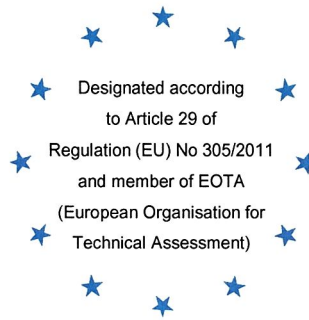 Designated according
to Article 29 of
Regulation (EU) No 305/2011
and member of EOTA
(European Organisation for
Technical Assessment)